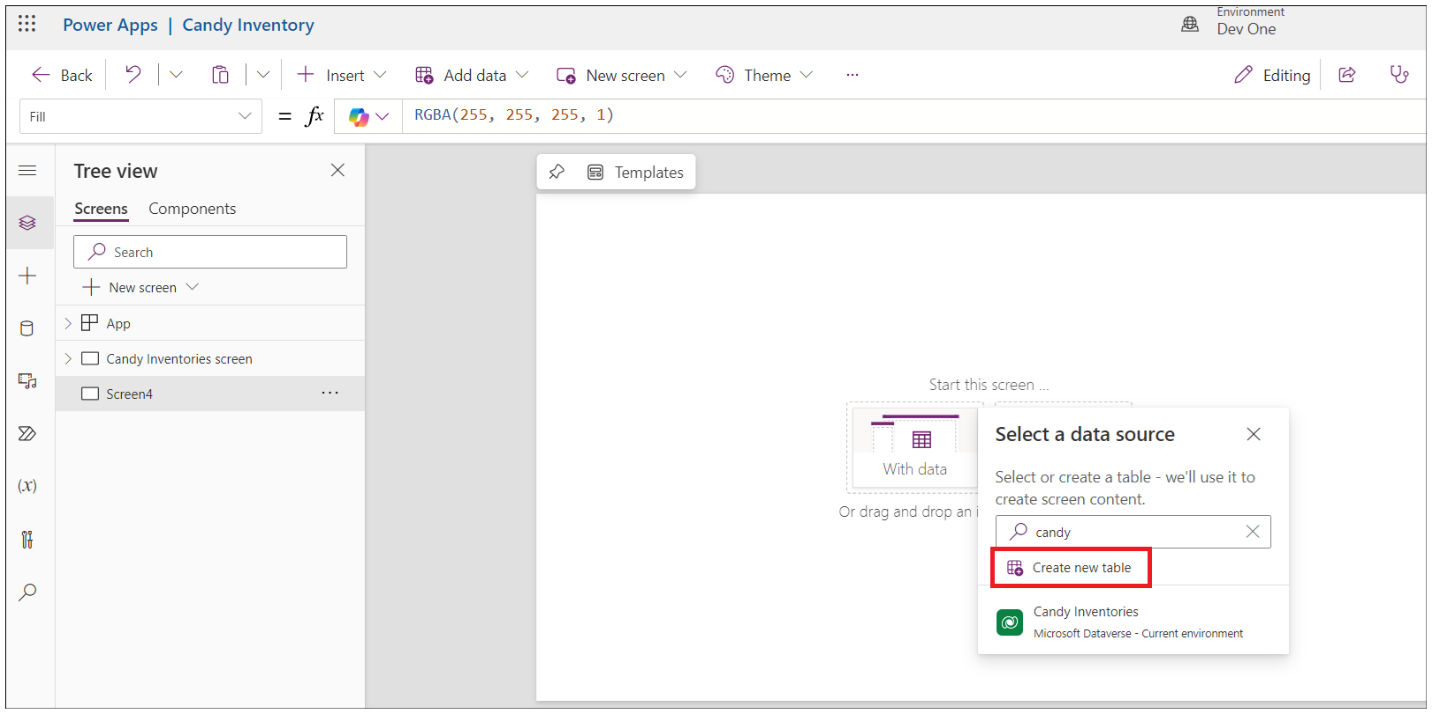 Power Apps | Candy Inventory
Environment
Dev One
Back
Insert
Add data
New screen
Theme
...
Editing
Fill
= fx
RGBA(255, 255, 255, 1)
Tree view
Screens Components
Search
New screen
App
Candy Inventories screen
Screen4
...
(x)
Templates
Start this screen ...
With data
Or drag and drop an i
Select a data source
Select or create a table - we'll use it to
create screen content.
candy
Create new table
Candy Inventories
Microsoft Dataverse - Current environment